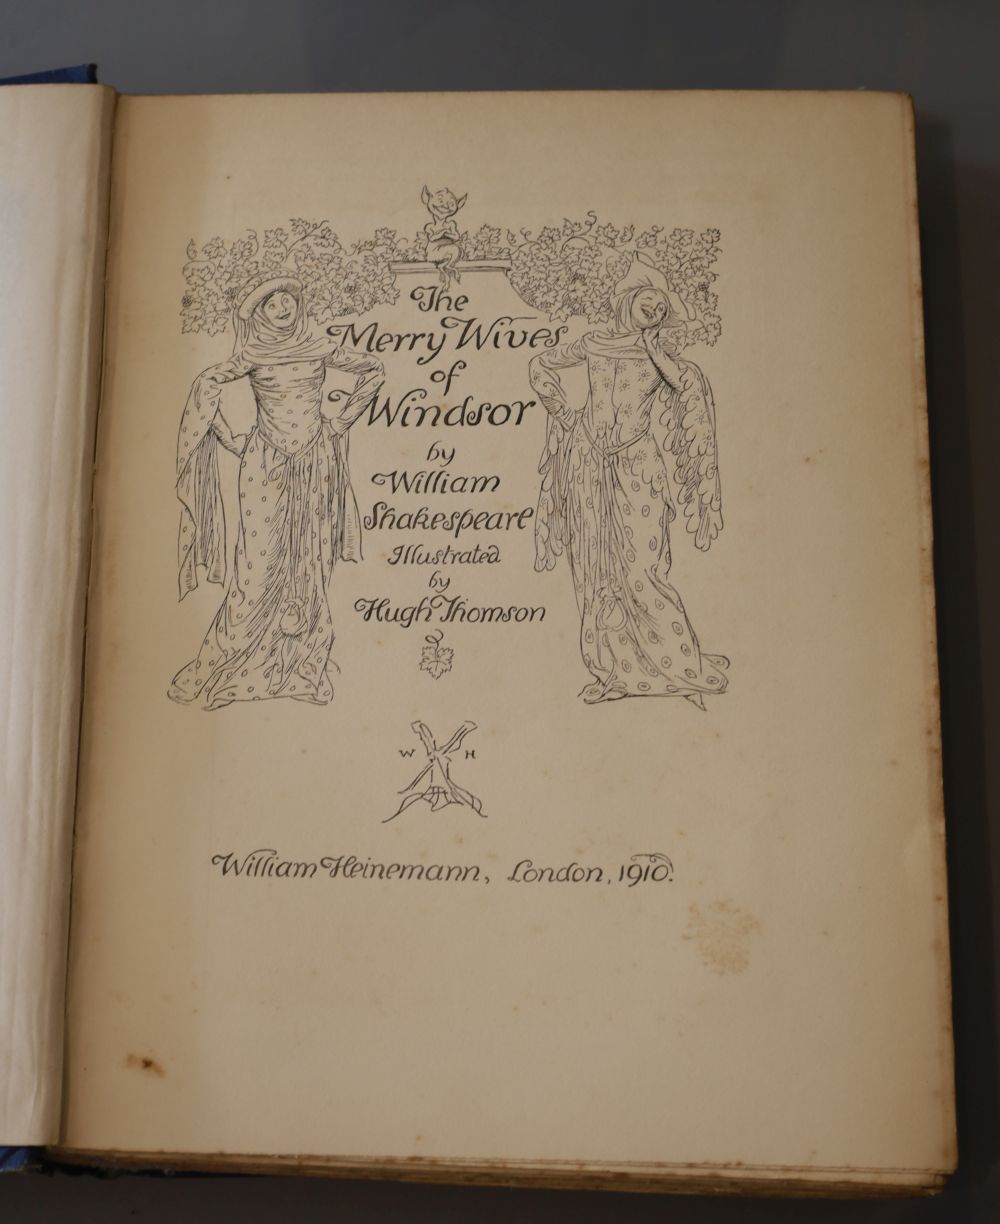 The
Merry Wives
of
Windsor
by
William
Shakespeare
Illustrated
by
Hugh Thomson
W H
William Heinemann, London, 1910.